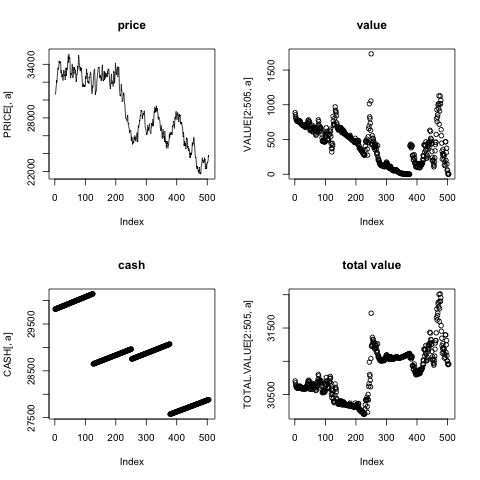 price
PRICE[, a]
22000 26000 30000 34000
0 100 200 300 400 500
Index
value
VALUE[2:505, a]
0 500 1000 1500
0 100 200 300 400 500
Index
cash
CASH[, a]
27500 28500 29500
0 100 200 300 400 500
Index
total value
TOTAL.VALUE[2:505, a]
30500 31500
0 100 200 300 400 500
Index